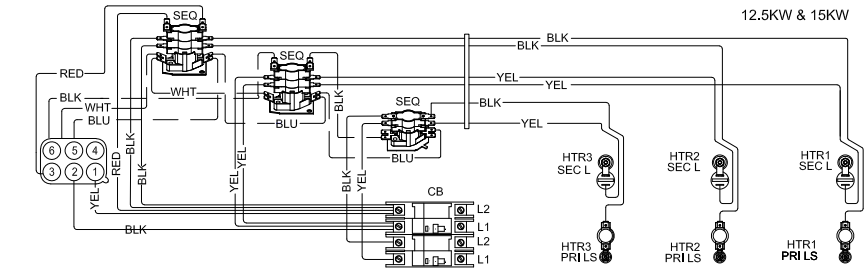 12.5KW & 15KW
SEQ
BLK
BLK
SEQ
RED
YEL
YEL
BLK
WHT
BLK
SEQ
BLK
WHT
BLU
BLU
YEL
BLU
6 5 4
3 2 1
RED
BLK
BLK
YEL
YEL
YEL
BLK
YEL
BLK
HTR3
SEC L
HTR2
SEC L
HTR1
SEC L
CB
L2
L1
L2
L1
HTR3
PRI LS
HTR2
PRI LS
HTR1
PRI LS